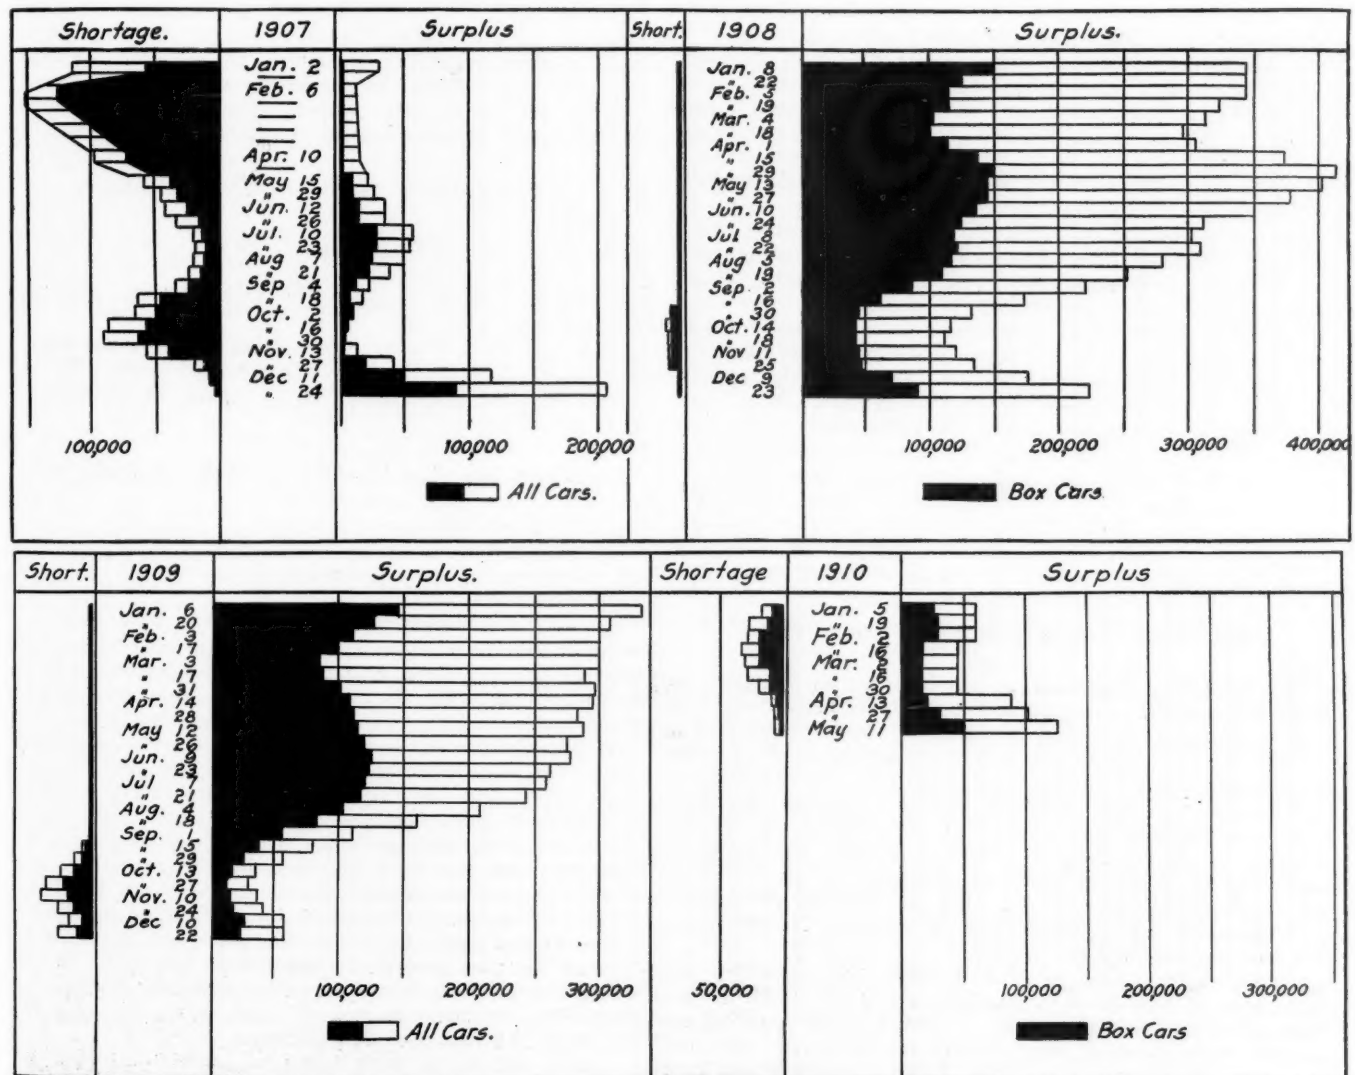 Shortage. 1907 Surplus Short. 1908 Surplus.
Jan. 2
Feb. 6
Apr. 10
May 15
" 29
Jun. 12
" 26
Jul. 10
" 23
Aug 7
" 21
Sep 4
" 18
Oct. 2
" 16
" 30
Nov. 13
" 27
Dec 11
" 24
Jan. 8
" 22
Feb. 5
" 19
Mar. 4
" 18
Apr. 1
" 15
" 29
May 13
" 27
Jun. 10
" 24
Jul. 8
" 22
Aug 5
" 19
Sep. 2
" 16
" 30
Oct. 14
" 18
Nov 11
" 25
Dec 9
23
100,000 100,000 200,000 100,000 200,000 300,000 400,000
All Cars. Box Cars
Short. 1909 Surplus. Shortage 1910 Surplus
Jan. 6
" 20
Feb. 3
" 17
Mar. 3
" 17
" 31
Apr. 14
28
May 12
" 26
Jun. 9
" 23
Jul 7
" 21
Aug. 4
" 18
Sep. 1
" 15
" 29
Oct. 13
" 27
Nov. 10
" 24
Dec 10
22
Jan. 5
" 19
Feb. 2
" 16
Mar. 2
" 16
" 30
Apr. 13
" 27
May 11
100,000 200,000 300,000 50,000 100,000 200,000 300,000
All Cars. Box Cars